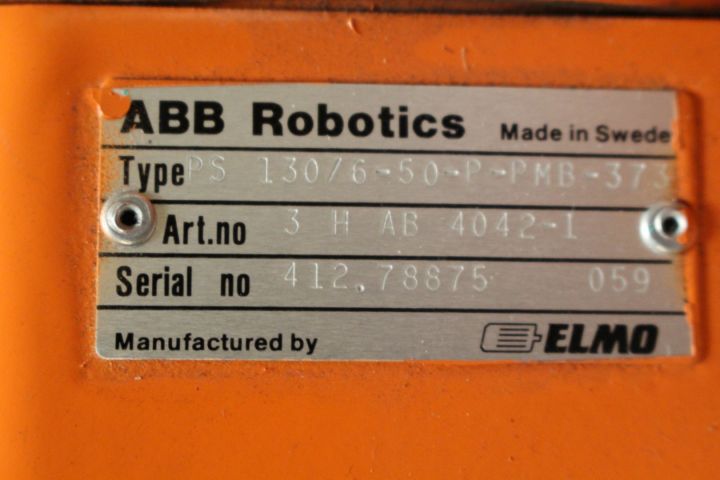 ABB Robotics Made in Swede
Type PS 130/6-50-P-PMB-373
Art.no 3 H AB 4042-1
Serial no 412.78875 059
Manufactured by ELMO